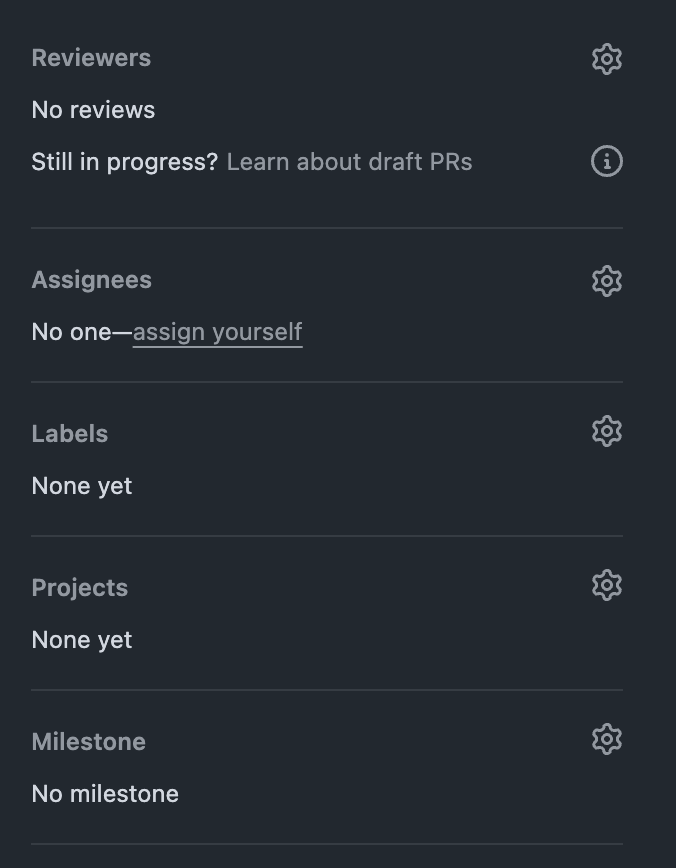 Reviewers
No reviews
Still in progress? Learn about draft PRs
Assignees
No one—assign yourself
Labels
None yet
Projects
None yet
Milestone
No milestone